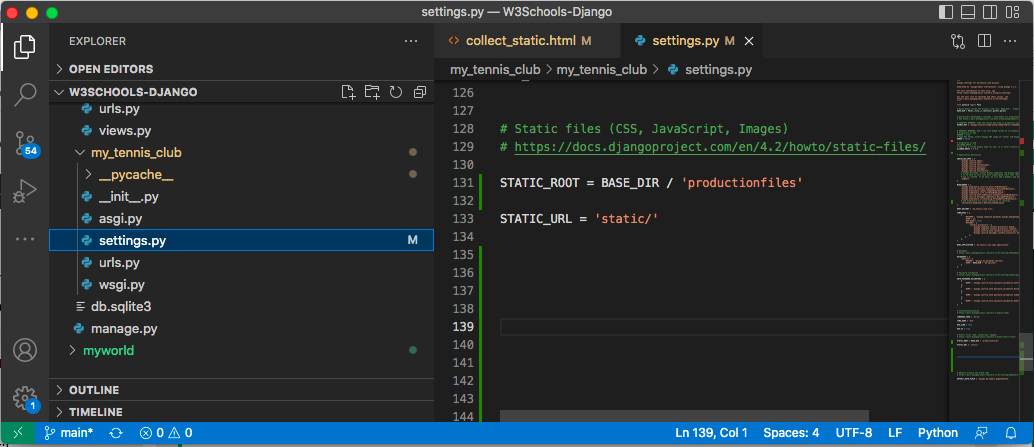 settings.py — W3Schools-Django
EXPLORER
OPEN EDITORS
W3SCHOOLS-DJANGO
urls.py
views.py
my_tennis_club
__pycache__
__init__.py
asgi.py
settings.py M
urls.py
wsgi.py
db.sqlite3
manage.py
myworld
OUTLINE
TIMELINE
54
1
collect_static.html M
settings.py M
my_tennis_club > my_tennis_club > settings.py
126
127
128 # Static files (CSS, JavaScript, Images)
129 # https://docs.djangoproject.com/en/4.2/howto/static-files/
130
131 STATIC_ROOT = BASE_DIR / 'productionfiles'
132
133 STATIC_URL = 'static/'
134
135
136
137
138
139
140
141
142
143
144
main* 0 0 Ln 139, Col 1 Spaces: 4 UTF-8 LF Python